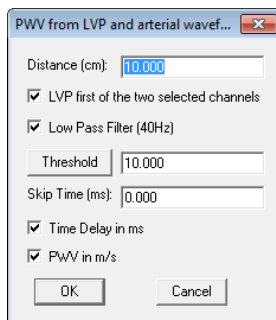 PWV from LVP and arterial wavef...
Distance (cm): 10.000
LVP first of the two selected channels
Low Pass Filter (40Hz)
Threshold 10.000
Skip Time (ms): 0.000
Time Delay in ms
PWV in m/s
OK Cancel